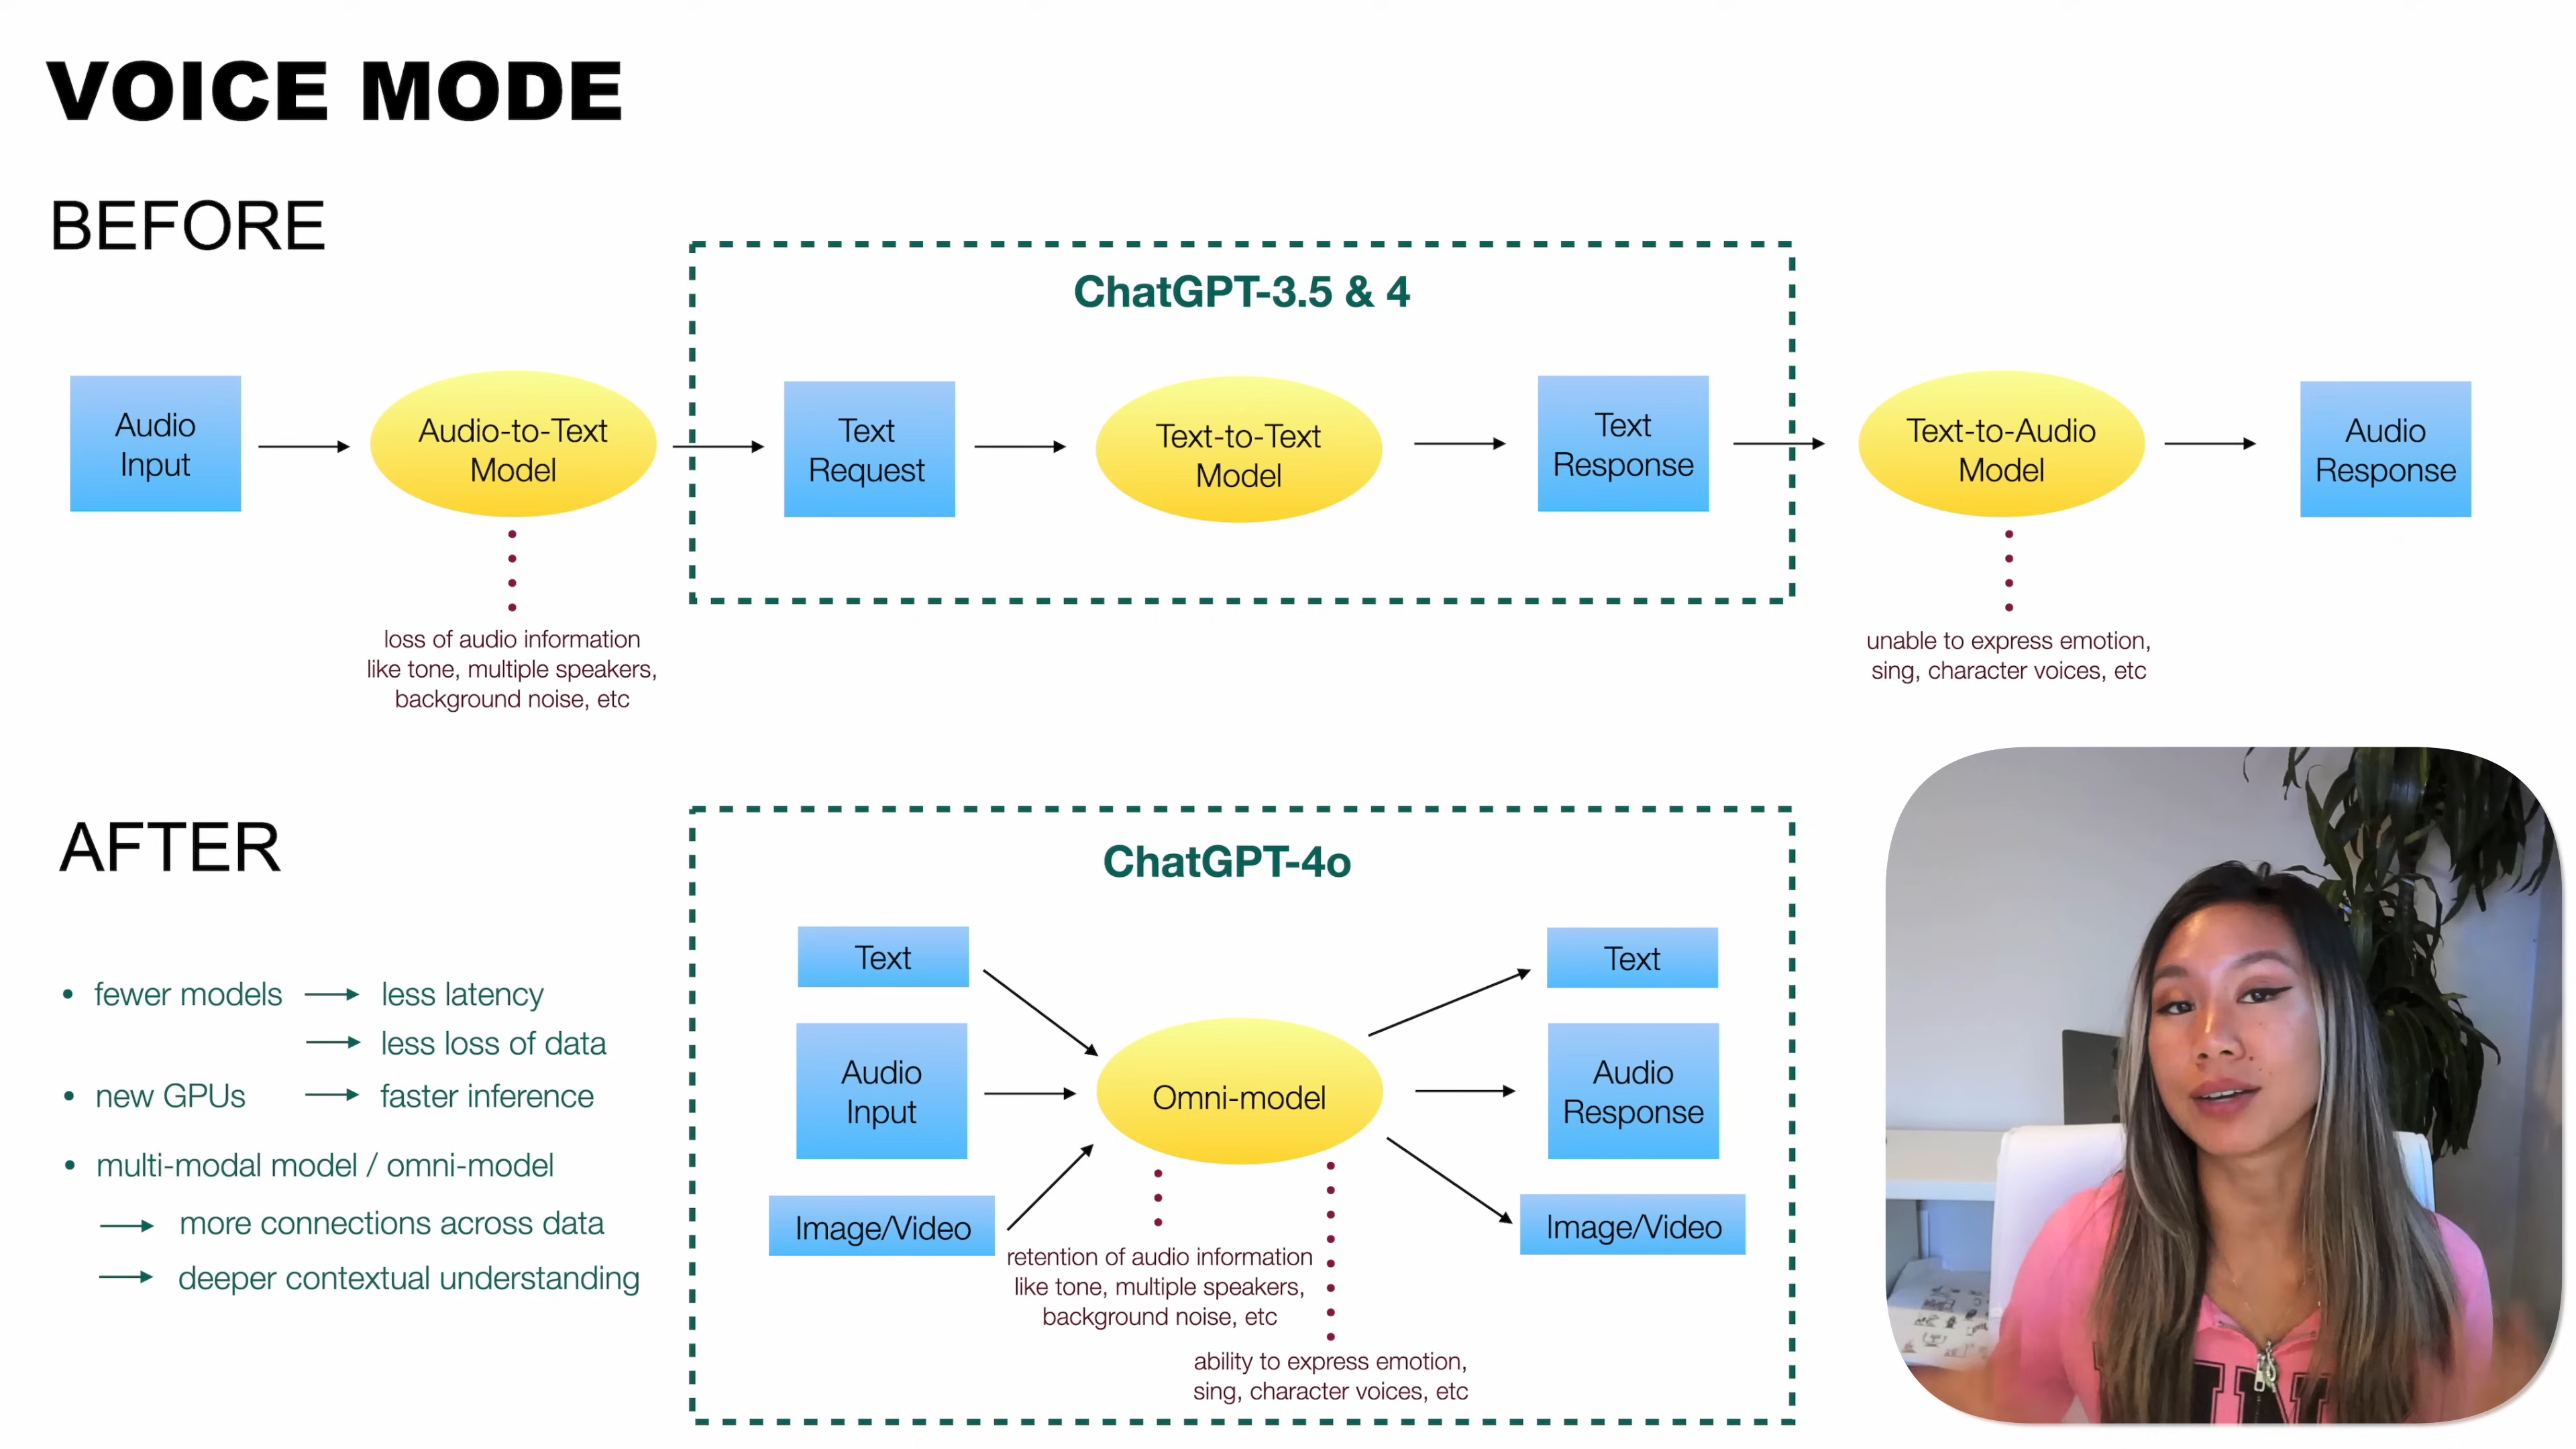 VOICE MODE
BEFORE
ChatGPT-3.5 & 4
Audio
Input
Audio-to-Text
Model
Text
Request
Text-to-Text
Model
Text
Response
Text-to-Audio
Model
Audio
Response
loss of audio information
like tone, multiple speakers,
background noise, etc
unable to express emotion,
sing, character voices, etc
AFTER
• fewer models → less latency
→ less loss of data
• new GPUs → faster inference
• multi-modal model / omni-model
→ more connections across data
→ deeper contextual understanding
ChatGPT-4o
Text
Audio
Input
Image/Video
Omni-model
Text
Audio
Response
Image/Video
retention of audio information
like tone, multiple speakers,
background noise, etc
ability to express emotion,
sing, character voices, etc